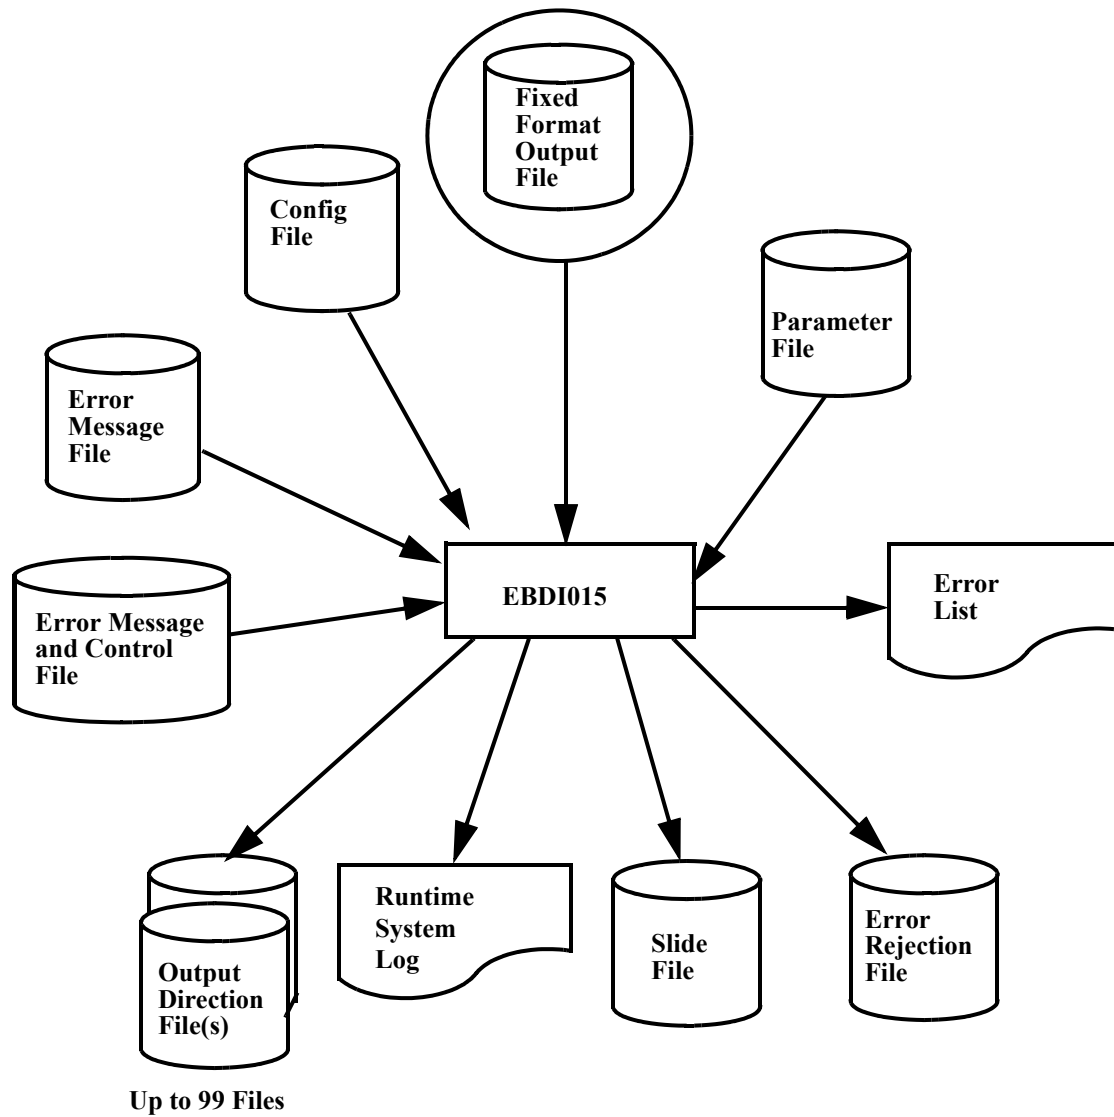 Fixed
Format
Output
File
Config
File
Parameter
File
Error
Message
File
EBDI015
Error
List
Error Message
and Control
File
Runtime
System
Log
Error
Rejection
File
Slide
File
Output
Direction
File(s)
Up to 99 Files